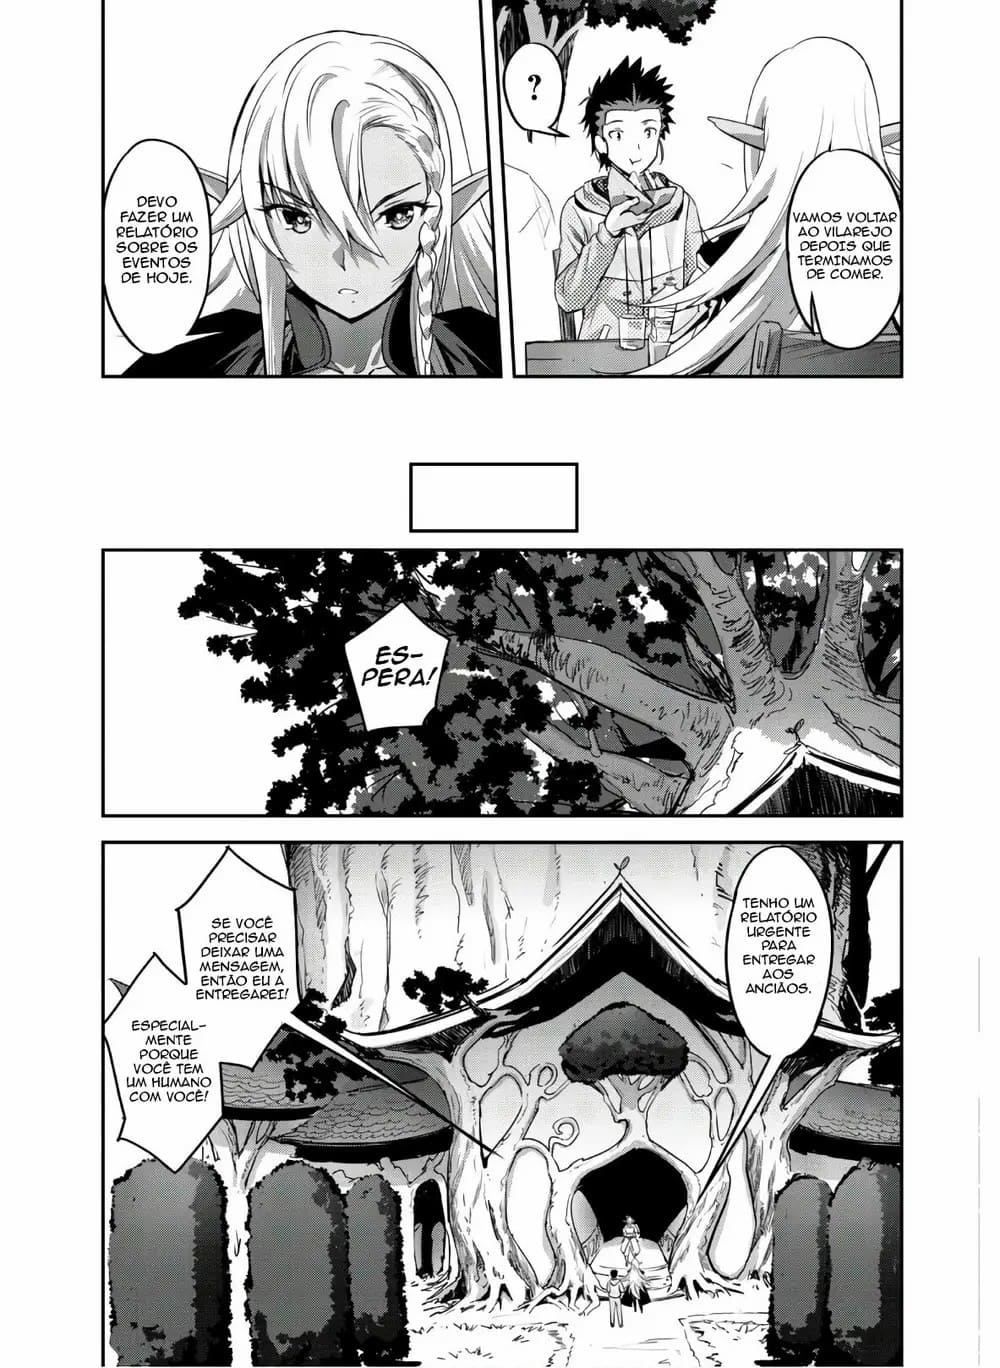 ?
VAMOS VOLTAR
AO VILAREJO
DEPOIS QUE
TERMINAMOS
DE COMER.
DEVO
FAZER UM
RELATÓRIO
SOBRE OS
EVENTOS
DE HOJE.
ES-
PERA!
TENHO UM
RELATÓRIO
URGENTE
PARA
ENTREGAR
AOS
ANCIÃOS.
SE VOCÊ
PRECISAR
DEIXAR UMA
MENSAGEM,
ENTÃO EU A
ENTREGAREI!
ESPECIAL-
MENTE
PORQUE
VOCÊ TEM
UM HUMANO
COM VOCÊ!